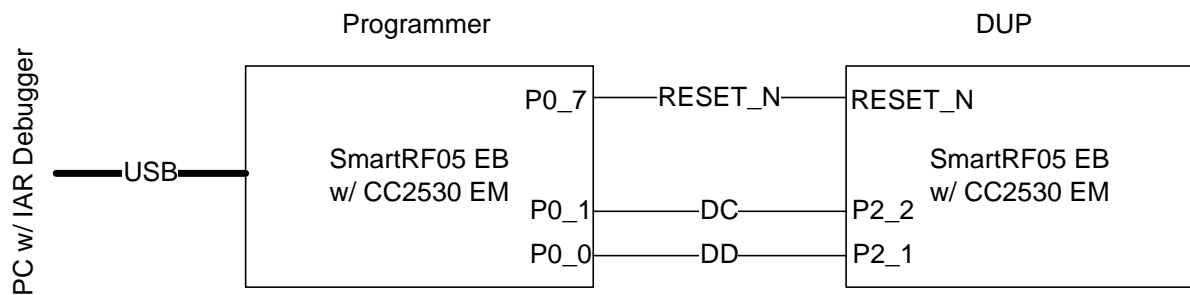 Programmer
DUP
PC w/ IAR Debugger
USB
P0_7
RESET_N
RESET_N
SmartRF05 EB
w/ CC2530 EM
SmartRF05 EB
w/ CC2530 EM
P0_1
DC
P2_2
P0_0
DD
P2_1